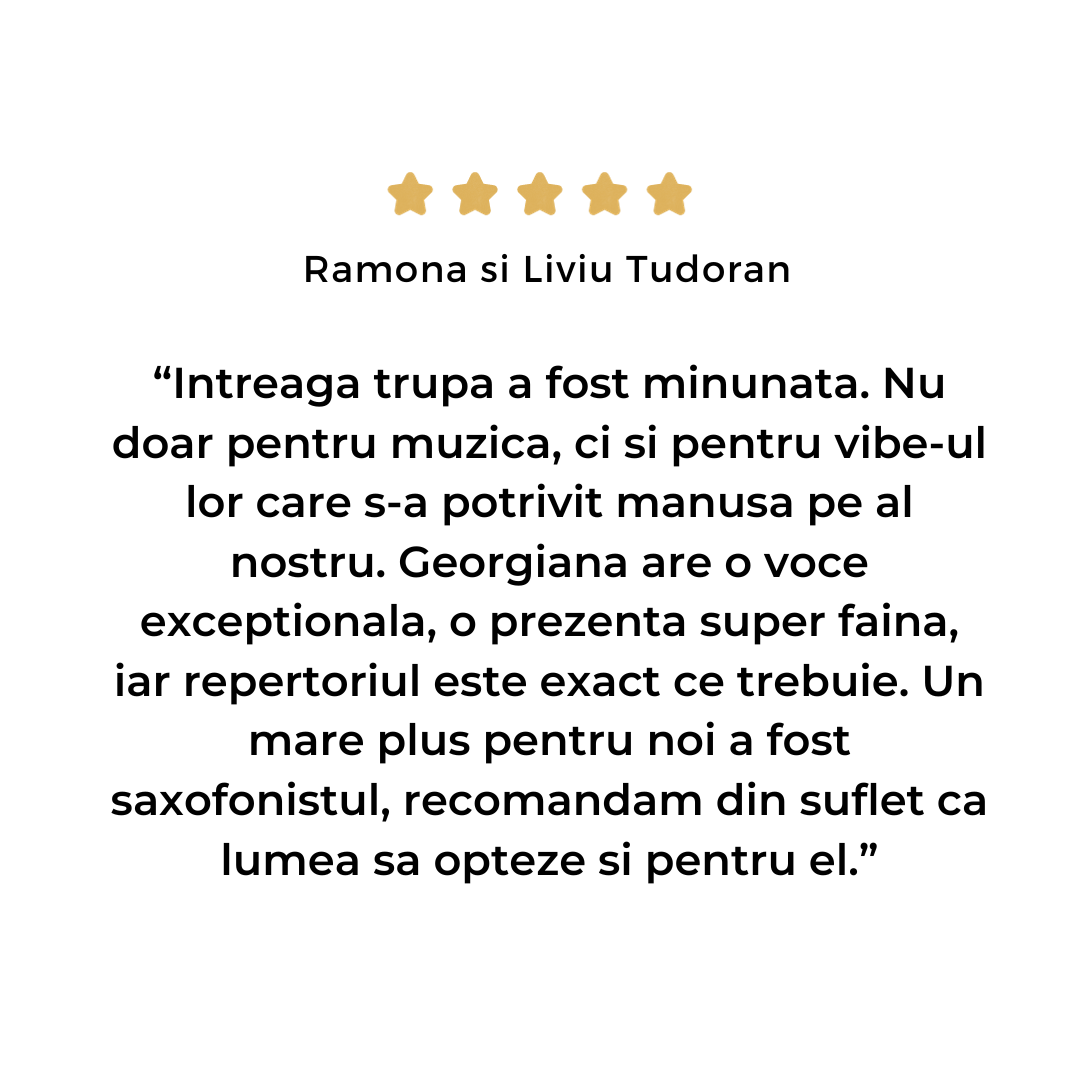 Ramona si Liviu Tudoran
“Intreaga trupa a fost minunata. Nu
doar pentru muzica, ci si pentru vibe-ul
lor care s-a potrivit manusa pe al
nostru. Georgiana are o voce
exceptionala, o prezenta super faina,
iar repertoriul este exact ce trebuie. Un
mare plus pentru noi a fost
saxofonistul, recomandam din suflet ca
lumea sa opteze si pentru el.”